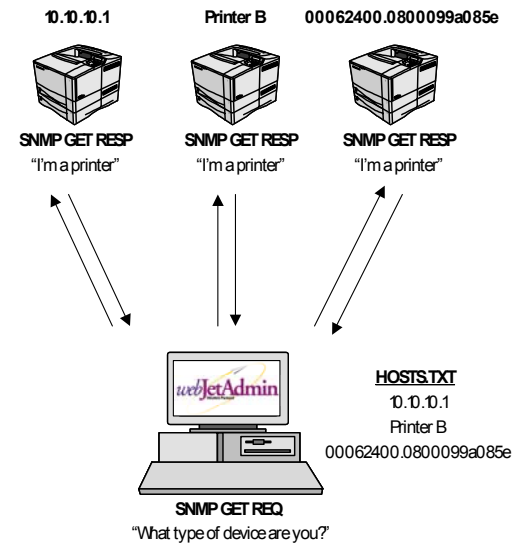 10.10.10.1 Printer B 00062400.0800099a085e
SNMP GET RESP SNMP GET RESP SNMP GET RESP
"I'm a printer" "I'm a printer" "I'm a printer"
webJetAdmin
HOSTS.TXT
10.10.10.1
Printer B
00062400.0800099a085e
SNMP GET REQ
"What type of device are you?"